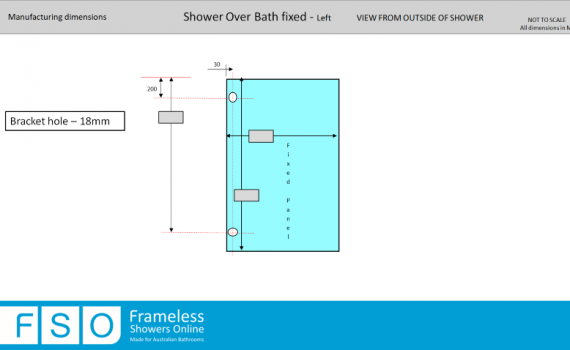 Manufacturing dimensions
Shower Over Bath fixed - Left
VIEW FROM OUTSIDE OF SHOWER
NOT TO SCALE
All dimensions in M
30
200
Bracket hole – 18mm
Fixed Panel
FSO
Frameless
Showers Online
Made for Australian Bathrooms